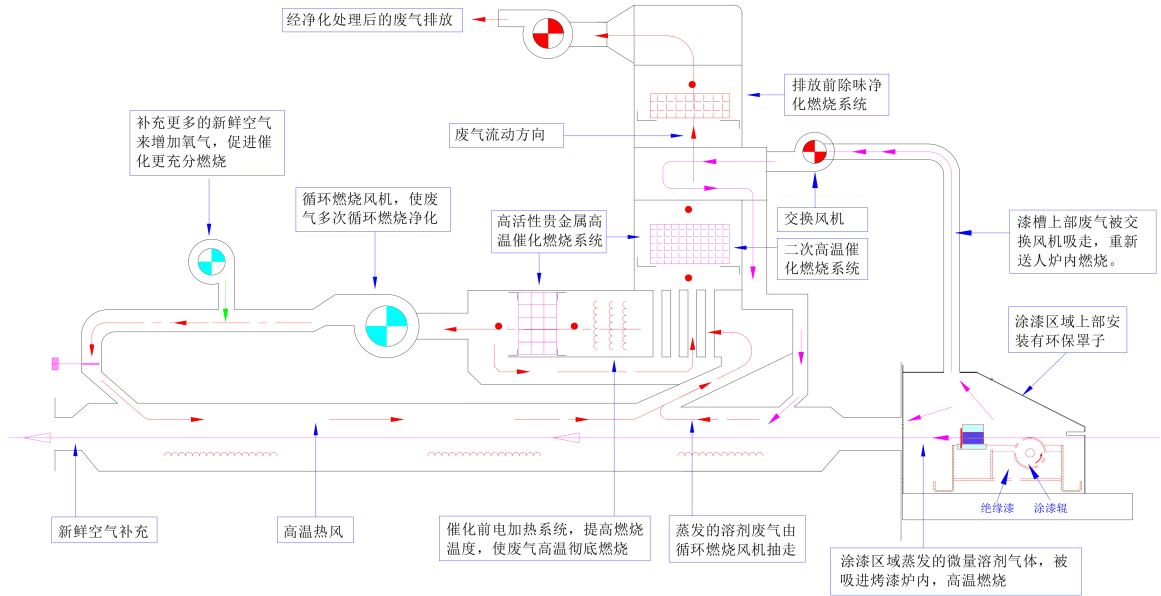 经净化处理后的废气排放
排放前除味净
化燃烧系统
补充更多的新鲜空气
来增加氧气，促进催
化更充分燃烧
废气流动方向
循环燃烧风机，使废
气多次循环燃烧净化
高活性贵金属高
温催化燃烧系统
交换风机
二次高温催
化燃烧系统
漆槽上部废气被交
换风机吸走，重新
送人炉内燃烧。
涂漆区域上部安
装有环保罩子
绝缘漆
涂漆辊
新鲜空气补充
高温热风
催化前电加热系统，提高燃烧
温度，使废气高温彻底燃烧
蒸发的溶剂废气由
循环燃烧风机抽走
涂漆区域蒸发的微量溶剂气体，被
吸进烤漆炉内，高温燃烧